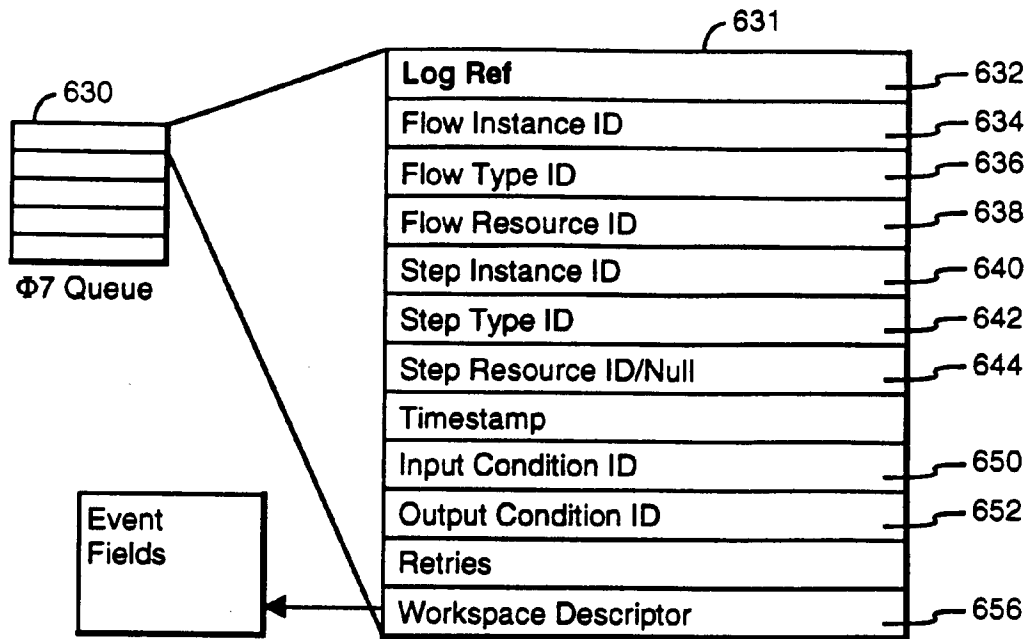 631
630
Log Ref 632
Flow Instance ID 634
Flow Type ID 636
Flow Resource ID 638
Step Instance ID 640
Φ7 Queue
Step Type ID 642
Step Resource ID/Null 644
Timestamp
Input Condition ID 650
Output Condition ID 652
Retries
Workspace Descriptor 656
Event
Fields